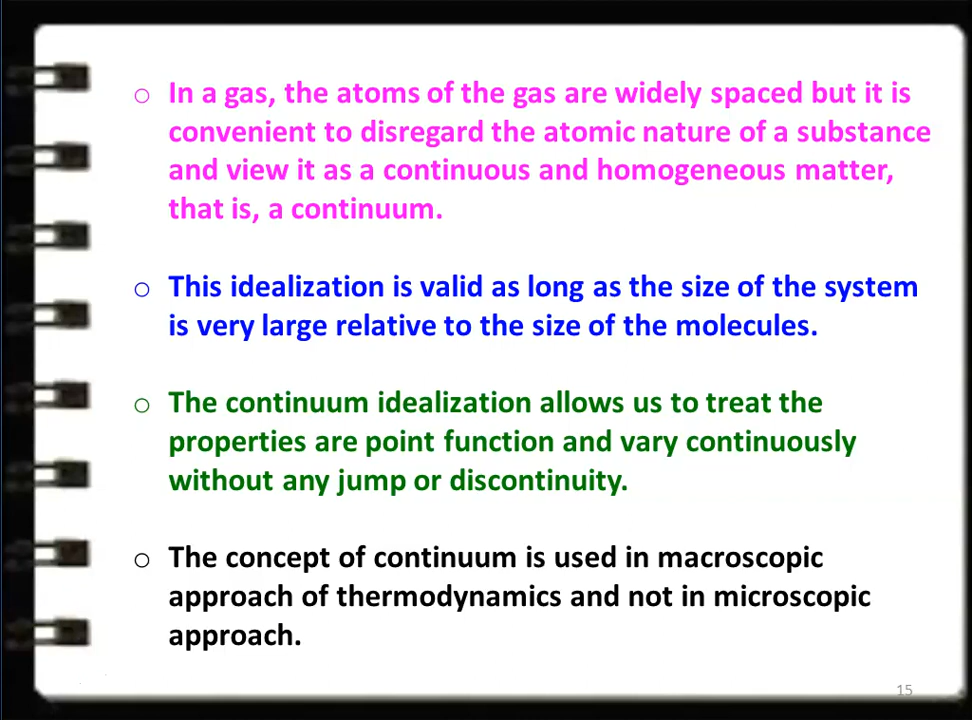 ○ In a gas, the atoms of the gas are widely spaced but it is
convenient to disregard the atomic nature of a substance
and view it as a continuous and homogeneous matter,
that is, a continuum.
○ This idealization is valid as long as the size of the system
is very large relative to the size of the molecules.
○ The continuum idealization allows us to treat the
properties are point function and vary continuously
without any jump or discontinuity.
○ The concept of continuum is used in macroscopic
approach of thermodynamics and not in microscopic
approach.
15